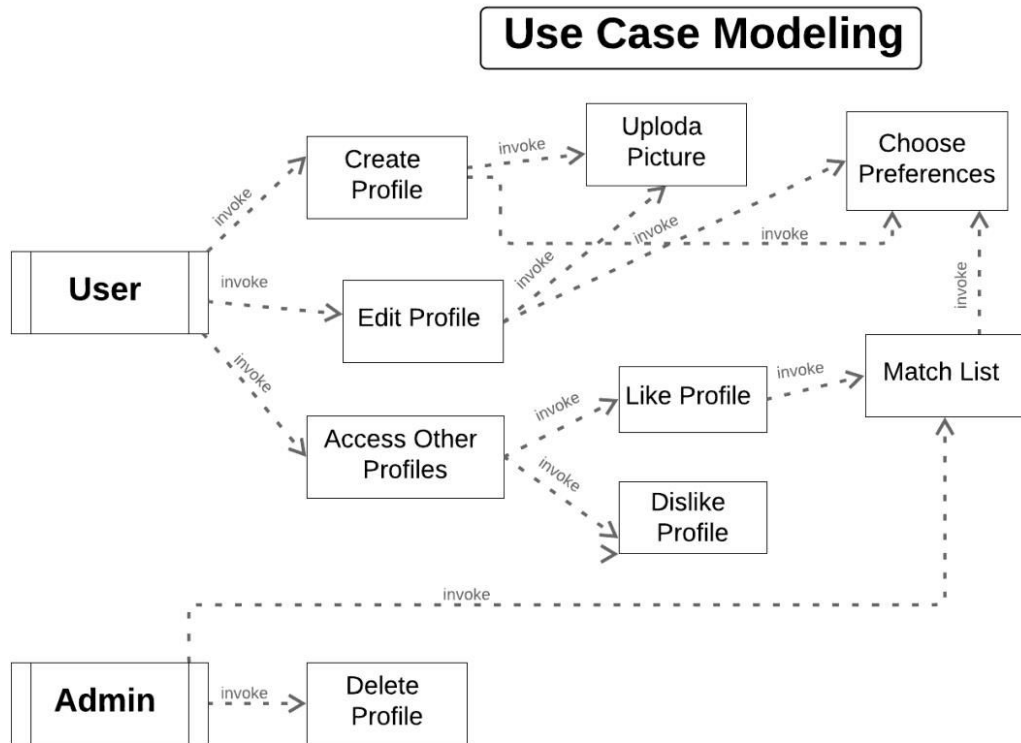 Use Case Modeling
Create
Profile
invoke
Uploda
Picture
Choose
Preferences
invoke
invoke
invoke
invoke
User
invoke
Edit Profile
invoke
invoke
Access Other
Profiles
invoke
Like Profile
invoke
Match List
invoke
Dislike
Profile
invoke
Admin
invoke
Delete
Profile